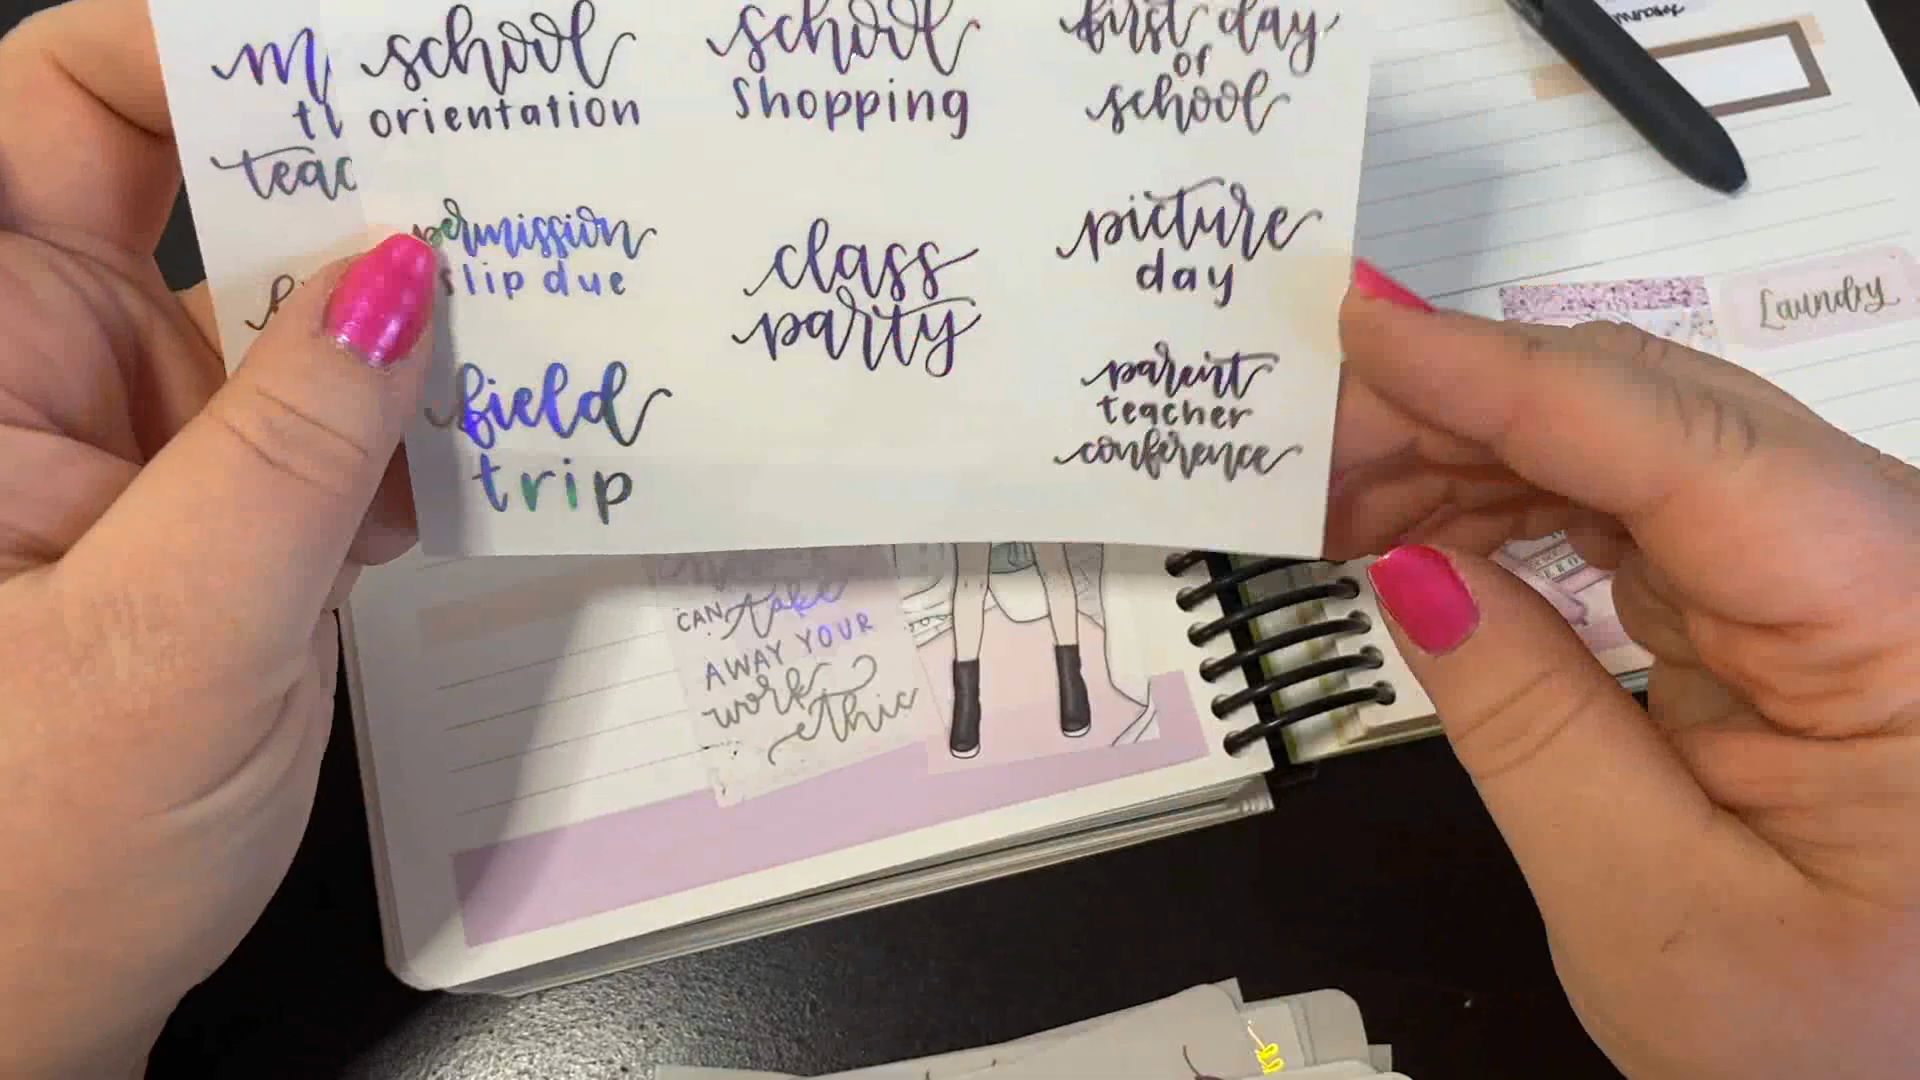 school
orientation
school
shopping
first day
of
school
permission
slip due
class
party
picture
day
field
trip
parent
teacher
conference
Laundry
CAN take
AWAY YOUR
work
ethic